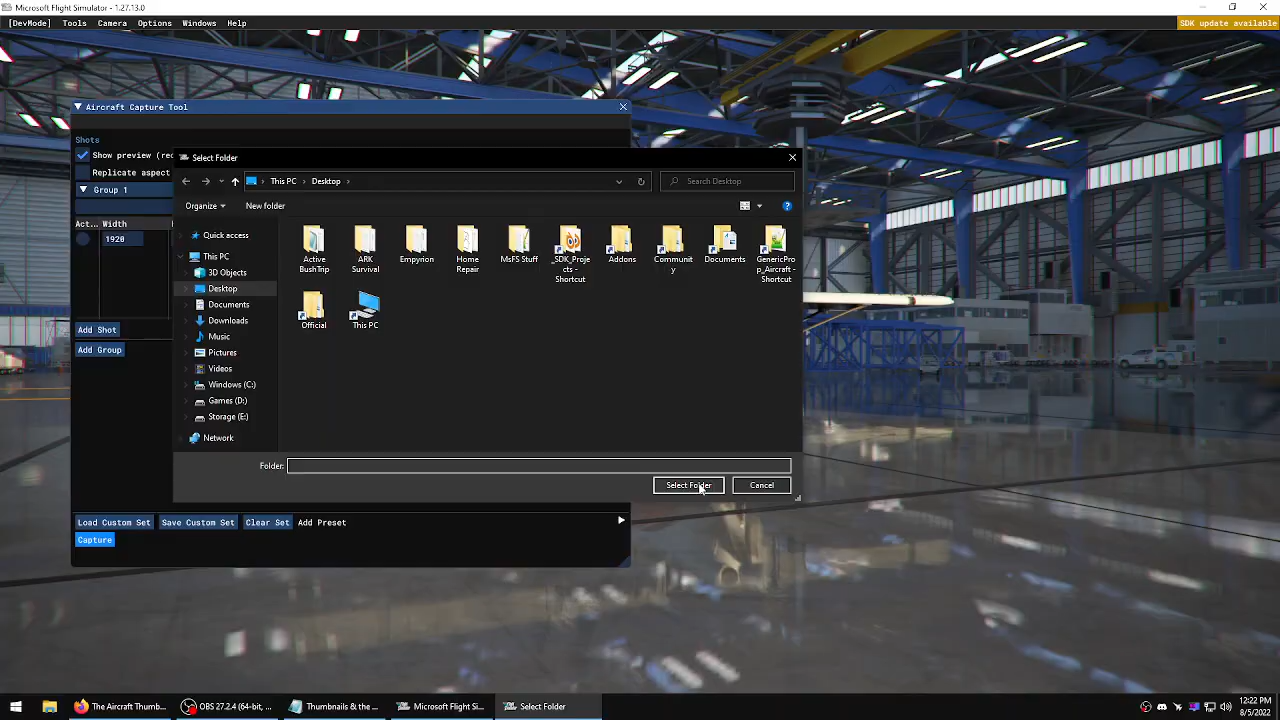 Microsoft Flight Simulator - 1.27.13.0
[DevMode] Tools Camera Options Windows Help
SDK update available
Aircraft Capture Tool
Shots
Show preview (rec
Replicate aspect
Group 1
Act... Width
1920
Add Shot
Add Group
Select Folder
This PC
Desktop
Search Desktop
Organize
New folder
Quick access
This PC
3D Objects
Desktop
Documents
Downloads
Music
Pictures
Videos
Windows (C:)
Games (D:)
Storage (E:)
Network
Active BushTrip
ARK Survival
Empyrion
Home Repair
MsFS Stuff
_SDK_Projects - Shortcut
Addons
Community
Documents
GenericProp_Aircraft - Shortcut
Official
This PC
Folder:
Select Folder
Cancel
Load Custom Set Save Custom Set Clear Set Add Preset
Capture
The Aircraft Thumb...
OBS 27.2.4 (64-bit, ...
Thumbnails & the ...
Microsoft Flight Si...
Select Folder
12:22 PM
8/5/2022